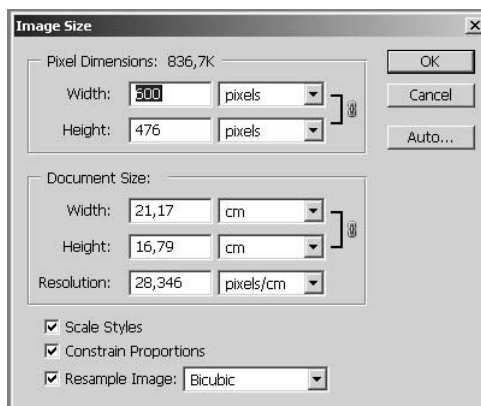 Image Size
Pixel Dimensions: 836,7K
Width: 600 pixels
Height: 476 pixels
OK
Cancel
Auto...
Document Size:
Width: 21,17 cm
Height: 16,79 cm
Resolution: 28,346 pixels/cm
Scale Styles
Constrain Proportions
Resample Image: Bicubic